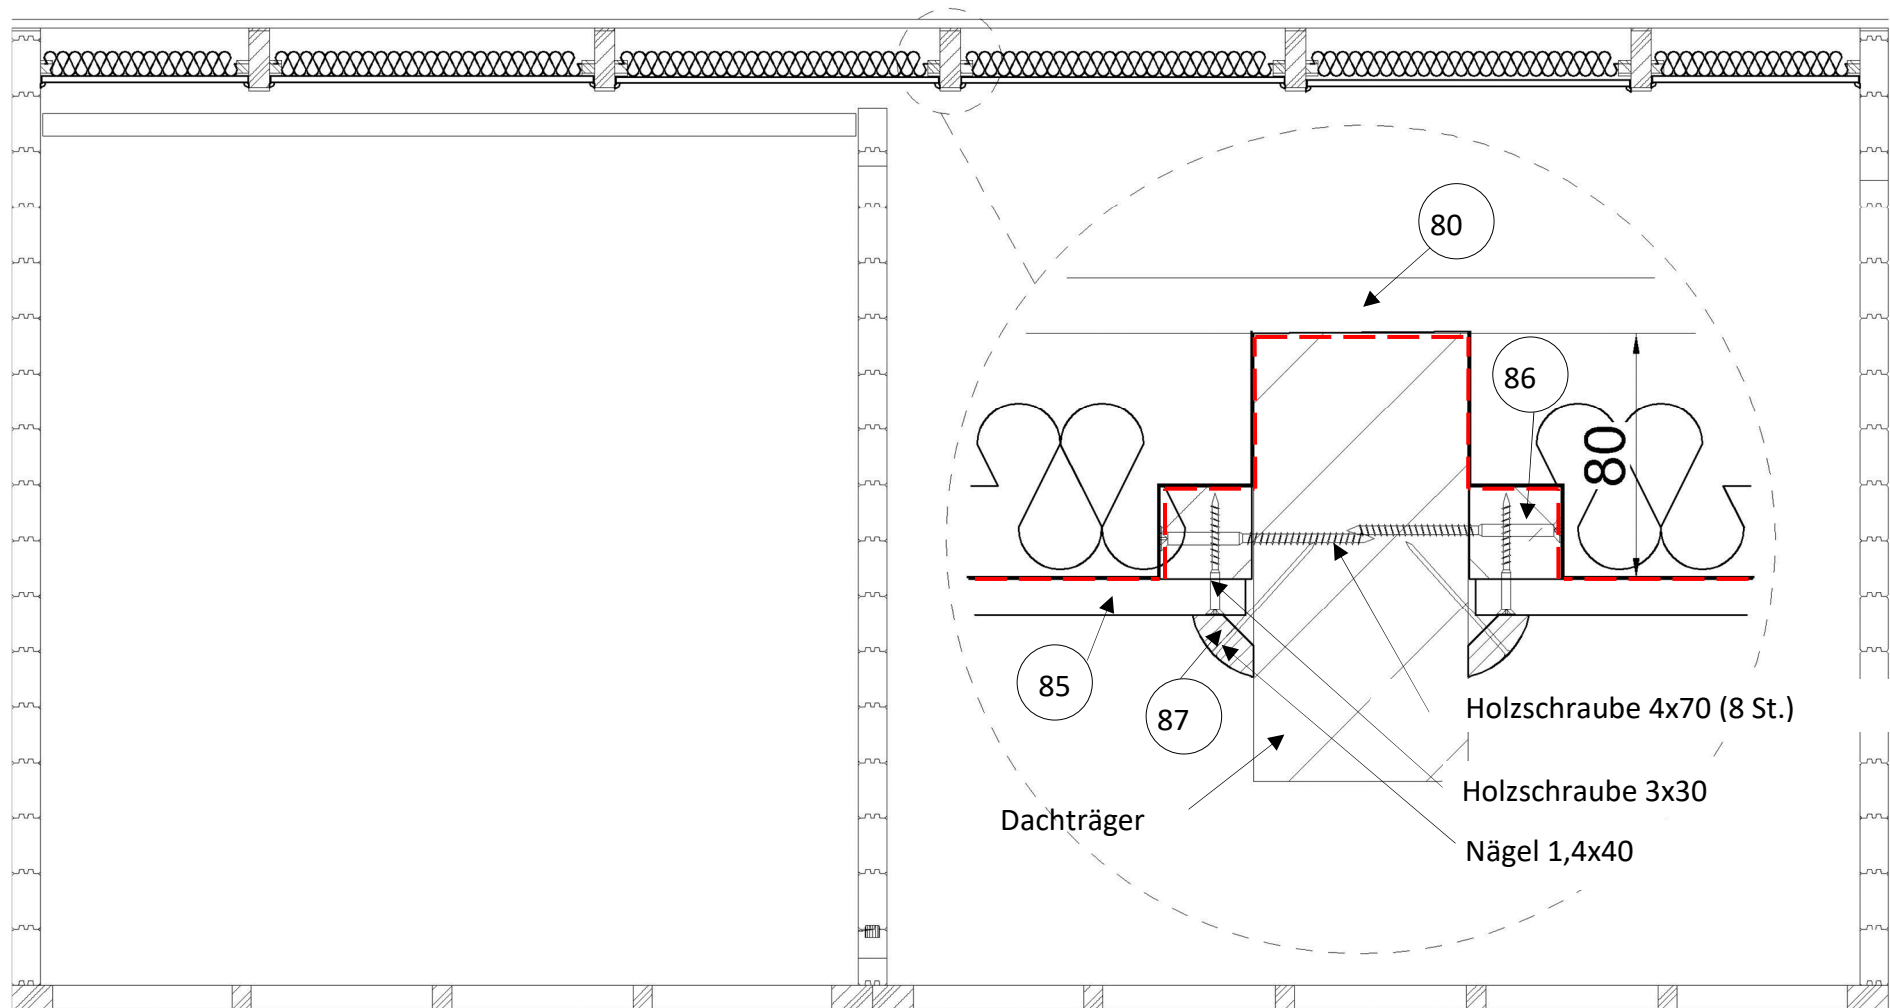 80
86
80
85
87
Holzschraube 4x70 (8 St.)
Holzschraube 3x30
Dachträger
Nägel 1,4x40